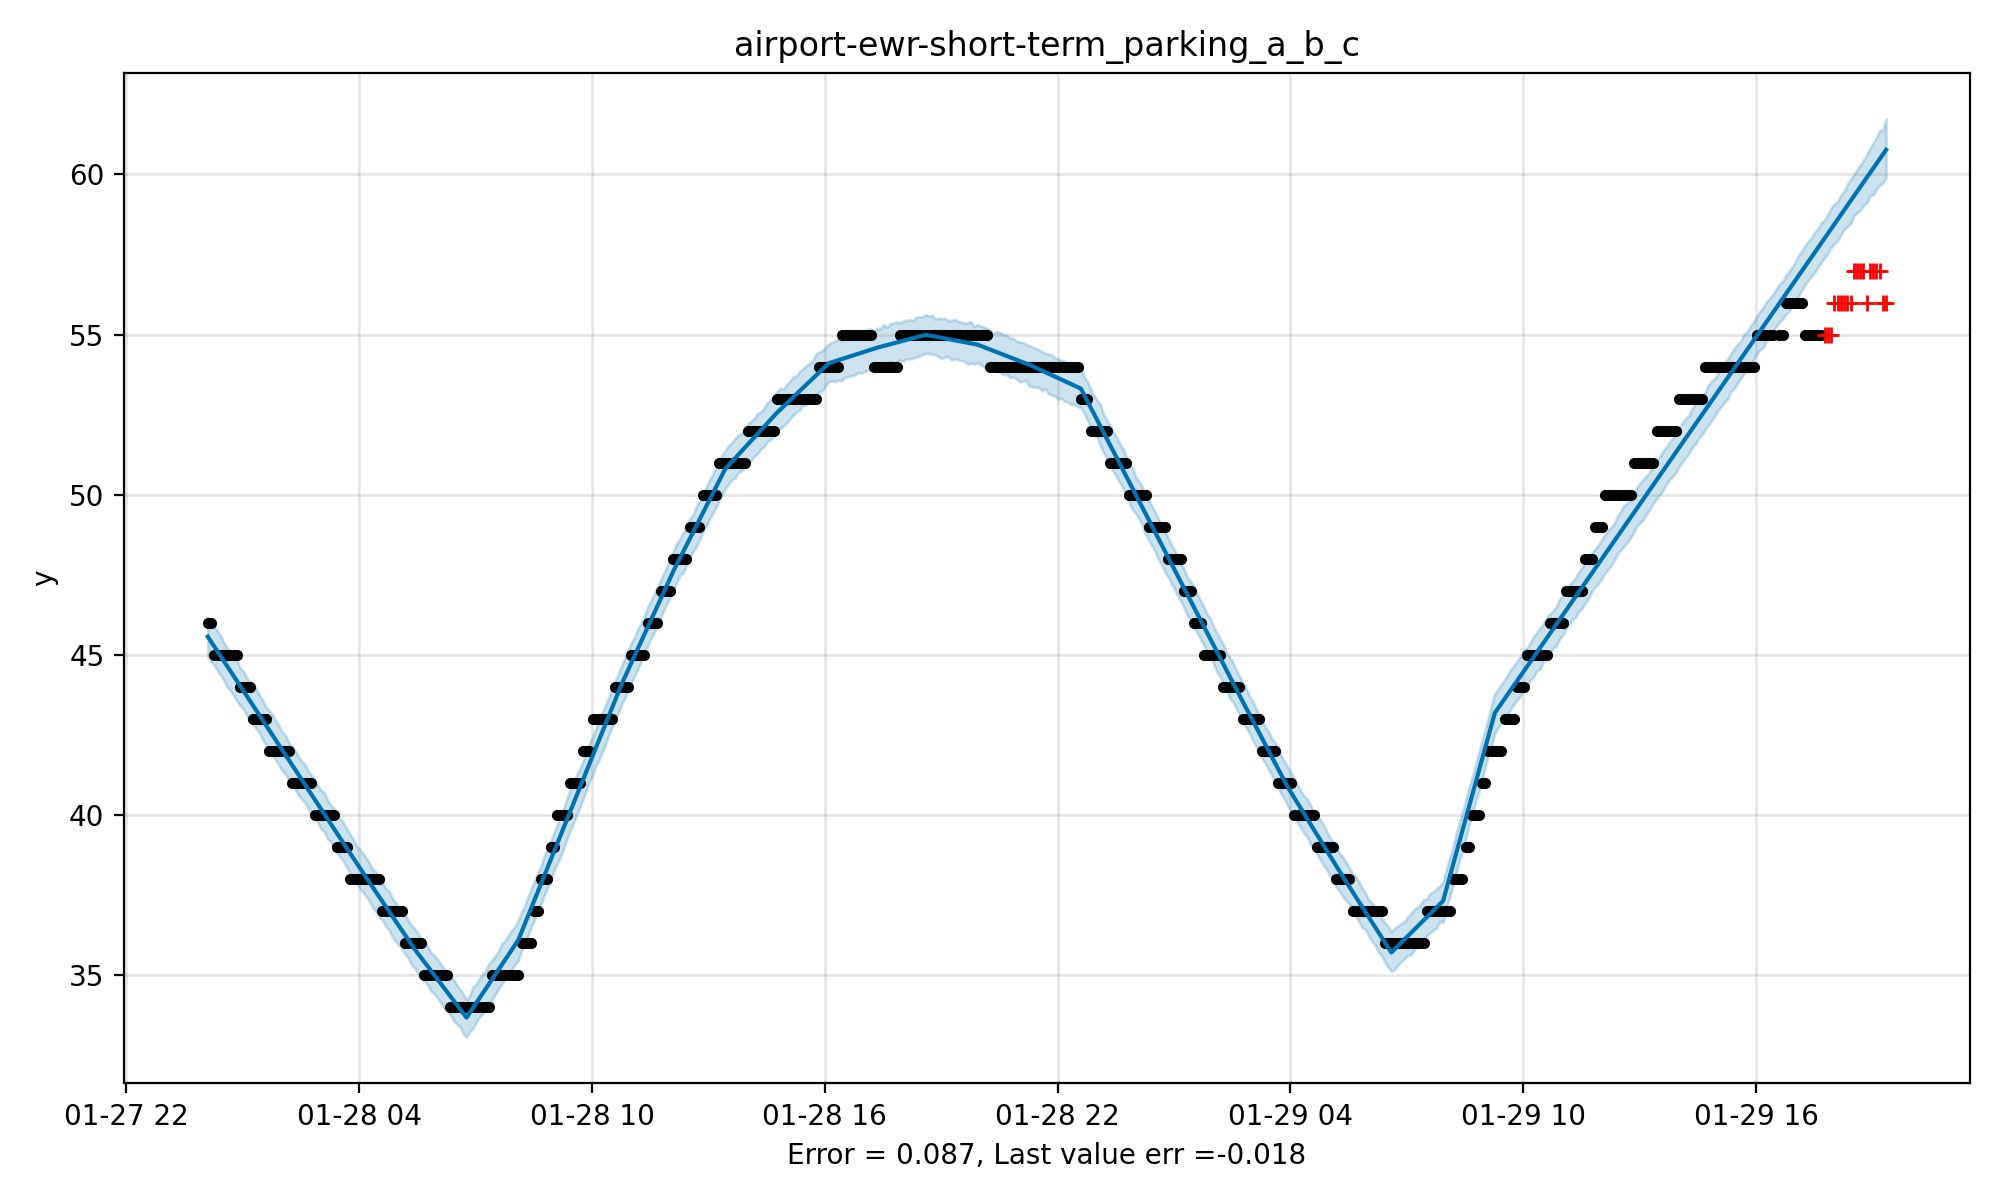 airport-ewr-short-term_parking_a_b_c
y
60
55
50
45
40
35
01-27 22 01-28 04 01-28 10 01-28 16 01-28 22 01-29 04 01-29 10 01-29 16
Error = 0.087, Last value err =-0.018